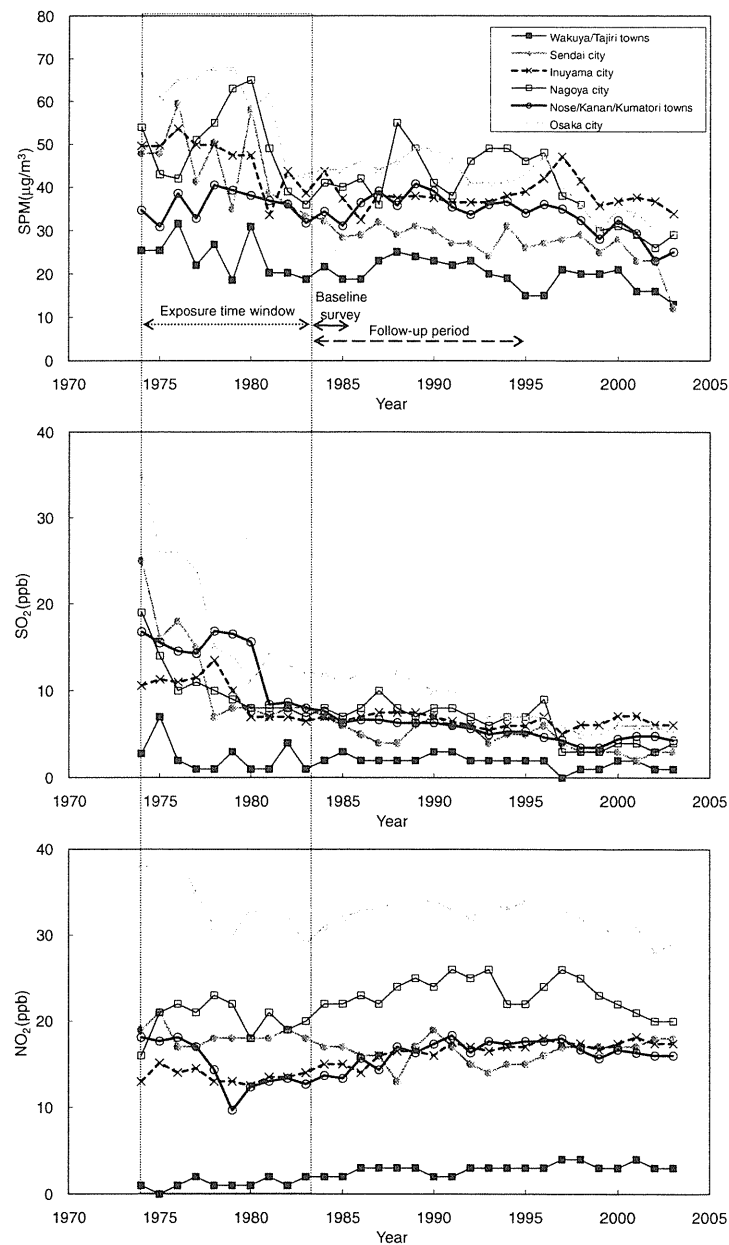 80
70
60
50
40
30
20
10
0
SPM(μg/m³)
Wakuya/Tajiri towns
Sendai city
Inuyama city
Nagoya city
Nose/Kanan/Kumatori towns
Osaka city
Exposure time window
Baseline
survey
Follow-up period
1970 1975 1980 1985 1990 1995 2000 2005
Year
40
30
20
10
0
SO₂(ppb)
1970 1975 1980 1985 1990 1995 2000 2005
Year
40
30
20
10
0
NO₂(ppb)
1970 1975 1980 1985 1990 1995 2000 2005
Year